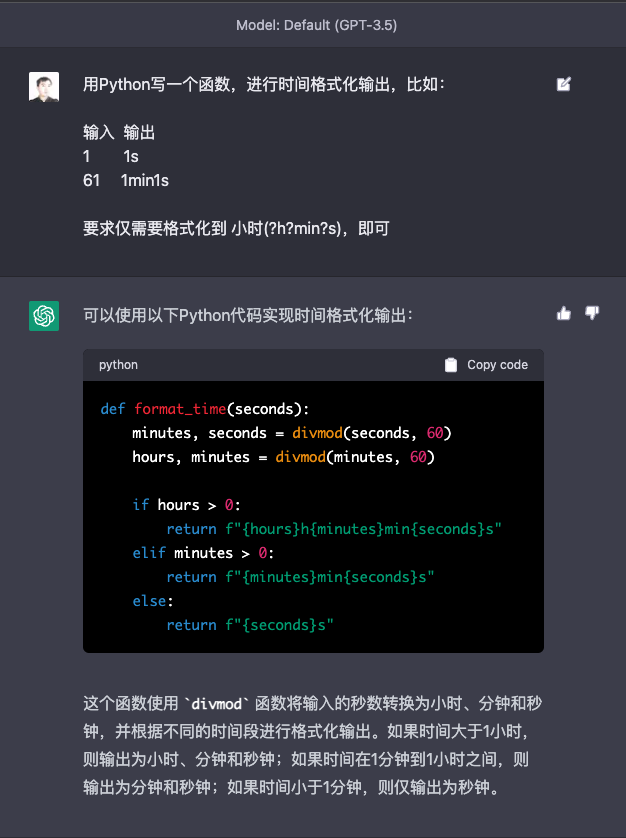 Model: Default (GPT-3.5)
用Python写一个函数，进行时间格式化输出，比如：
输入 输出
1 1s
61 1min1s
要求仅需要格式化到 小时(?h?min?s)，即可
可以使用以下Python代码实现时间格式化输出：
python
Copy code
def format_time(seconds):
    minutes, seconds = divmod(seconds, 60)
    hours, minutes = divmod(minutes, 60)
    if hours > 0:
        return f"{hours}h{minutes}min{seconds}s"
    elif minutes > 0:
        return f"{minutes}min{seconds}s"
    else:
        return f"{seconds}s"
这个函数使用 `divmod` 函数将输入的秒数转换为小时、分钟和秒
钟，并根据不同的时间段进行格式化输出。如果时间大于1小时，
则输出为小时、分钟和秒钟；如果时间在1分钟到1小时之间，则
输出为分钟和秒钟；如果时间小于1分钟，则仅输出为秒钟。